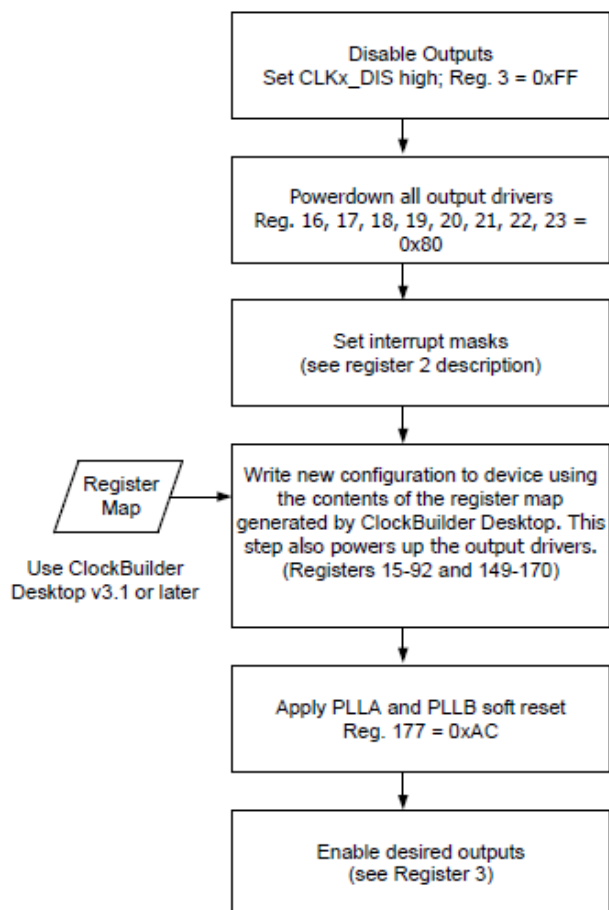 Disable Outputs
Set CLKx_DIS high; Reg. 3 = 0xFF
Powerdown all output drivers
Reg. 16, 17, 18, 19, 20, 21, 22, 23 =
0x80
Set interrupt masks
(see register 2 description)
Register
Map
Use ClockBuilder
Desktop v3.1 or later
Write new configuration to device using
the contents of the register map
generated by ClockBuilder Desktop. This
step also powers up the output drivers.
(Registers 15-92 and 149-170)
Apply PLLA and PLLB soft reset
Reg. 177 = 0xAC
Enable desired outputs
(see Register 3)